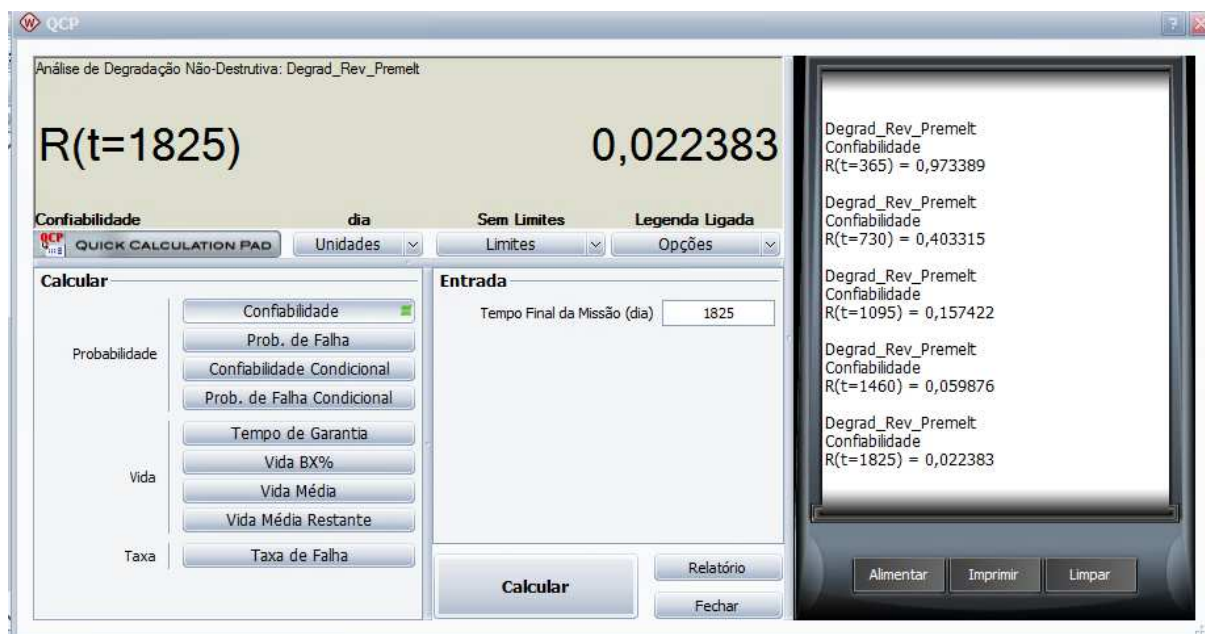 QCP
Análise de Degradação Não-Destrutiva: Degrad_Rev_Premelt
R(t=1825) 0,022383
Confiabilidade dia Sem Limites Legenda Ligada
QCP QUICK CALCULATION PAD Unidades Limites Opções
Calcular
Probabilidade
Confiabilidade
Prob. de Falha
Confiabilidade Condicional
Prob. de Falha Condicional
Vida
Tempo de Garantia
Vida BX%
Vida Média
Vida Média Restante
Taxa
Taxa de Falha
Entrada
Tempo Final da Missão (dia) 1825
Calcular
Relatório
Fechar
Degrad_Rev_Premelt
Confiabilidade
R(t=365) = 0,973389
Degrad_Rev_Premelt
Confiabilidade
R(t=730) = 0,403315
Degrad_Rev_Premelt
Confiabilidade
R(t=1095) = 0,157422
Degrad_Rev_Premelt
Confiabilidade
R(t=1460) = 0,059876
Degrad_Rev_Premelt
Confiabilidade
R(t=1825) = 0,022383
Alimentar Imprimir Limpar